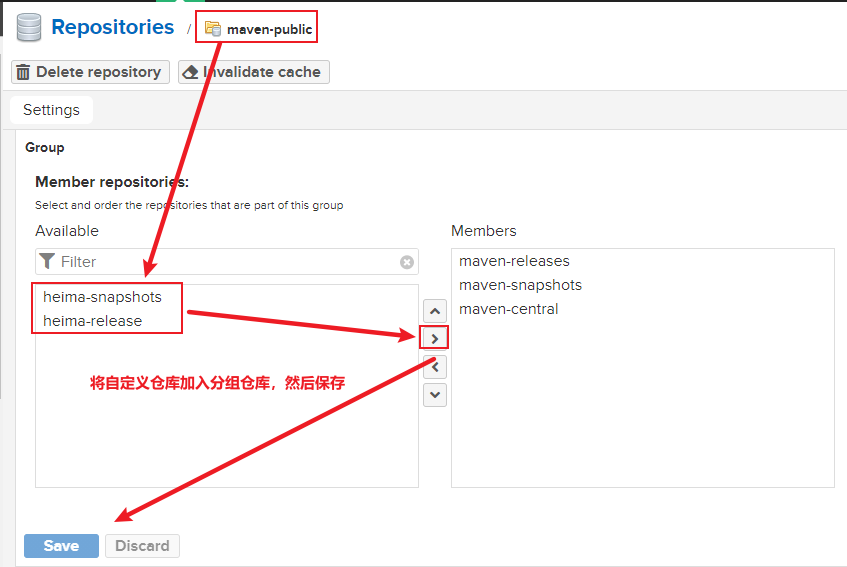 Repositories / maven-public
Delete repository Invalidate cache
Settings
Group
Member repositories:
Select and order the repositories that are part of this group
Available
Filter
heima-snapshots
heima-release
将自定义仓库加入分组仓库，然后保存
Members
maven-releases
maven-snapshots
maven-central
Save Discard